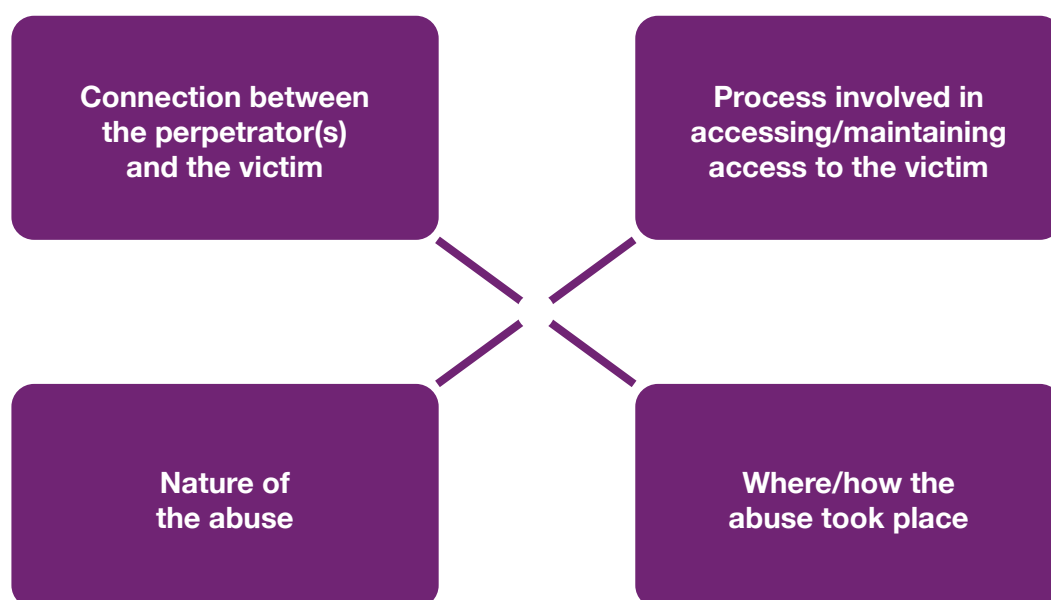 Connection between
the perpetrator(s)
and the victim
Process involved in
accessing/maintaining
access to the victim
Nature of
the abuse
Where/how the
abuse took place